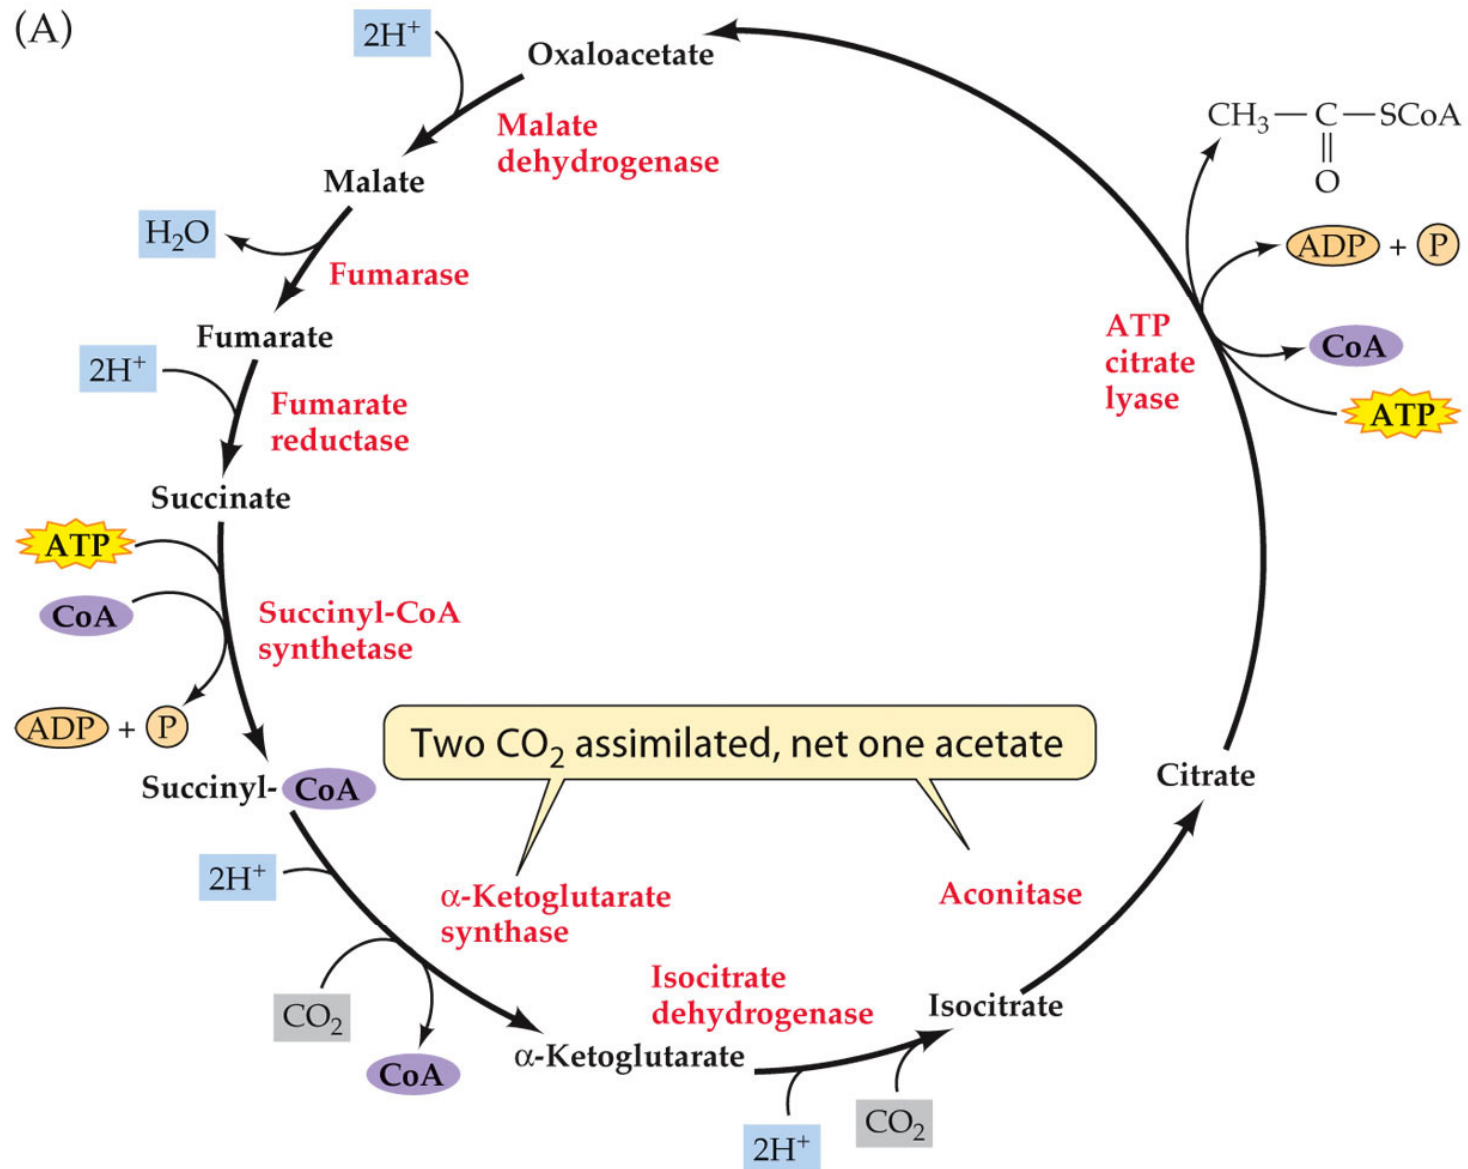 (A)
2H⁺
Oxaloacetate
Malate
dehydrogenase
Malate
H₂O
Fumarase
Fumarate
2H⁺
Fumarate
reductase
Succinate
ATP
CoA
Succinyl-CoA
synthetase
ADP + P
Succinyl- CoA
2H⁺
α-Ketoglutarate
synthase
CO₂
CoA
α-Ketoglutarate
Isocitrate
dehydrogenase
2H⁺
CO₂
Isocitrate
Aconitase
Citrate
ATP
citrate
lyase
CH₃—C—SCoA
O
ADP + P
CoA
ATP
Two CO₂ assimilated, net one acetate